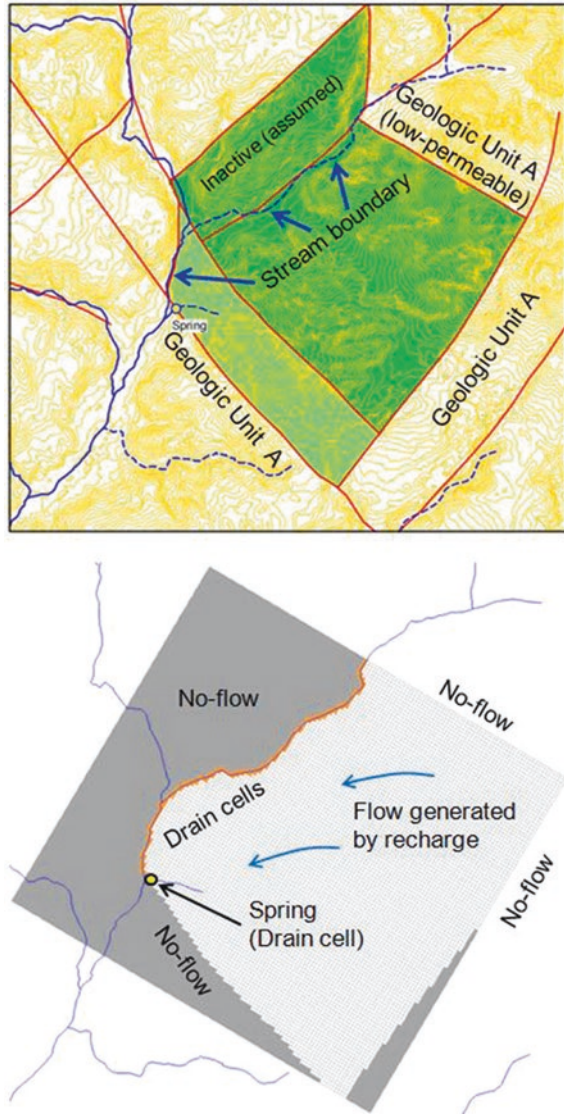 Inactive (assumed)
Geologic Unit A
(low-permeable)
Stream boundary
Spring
Geologic Unit A
Geologic Unit A
No-flow
No-flow
Drain cells
Flow generated
by recharge
No-flow
Spring
(Drain cell)
No-flow